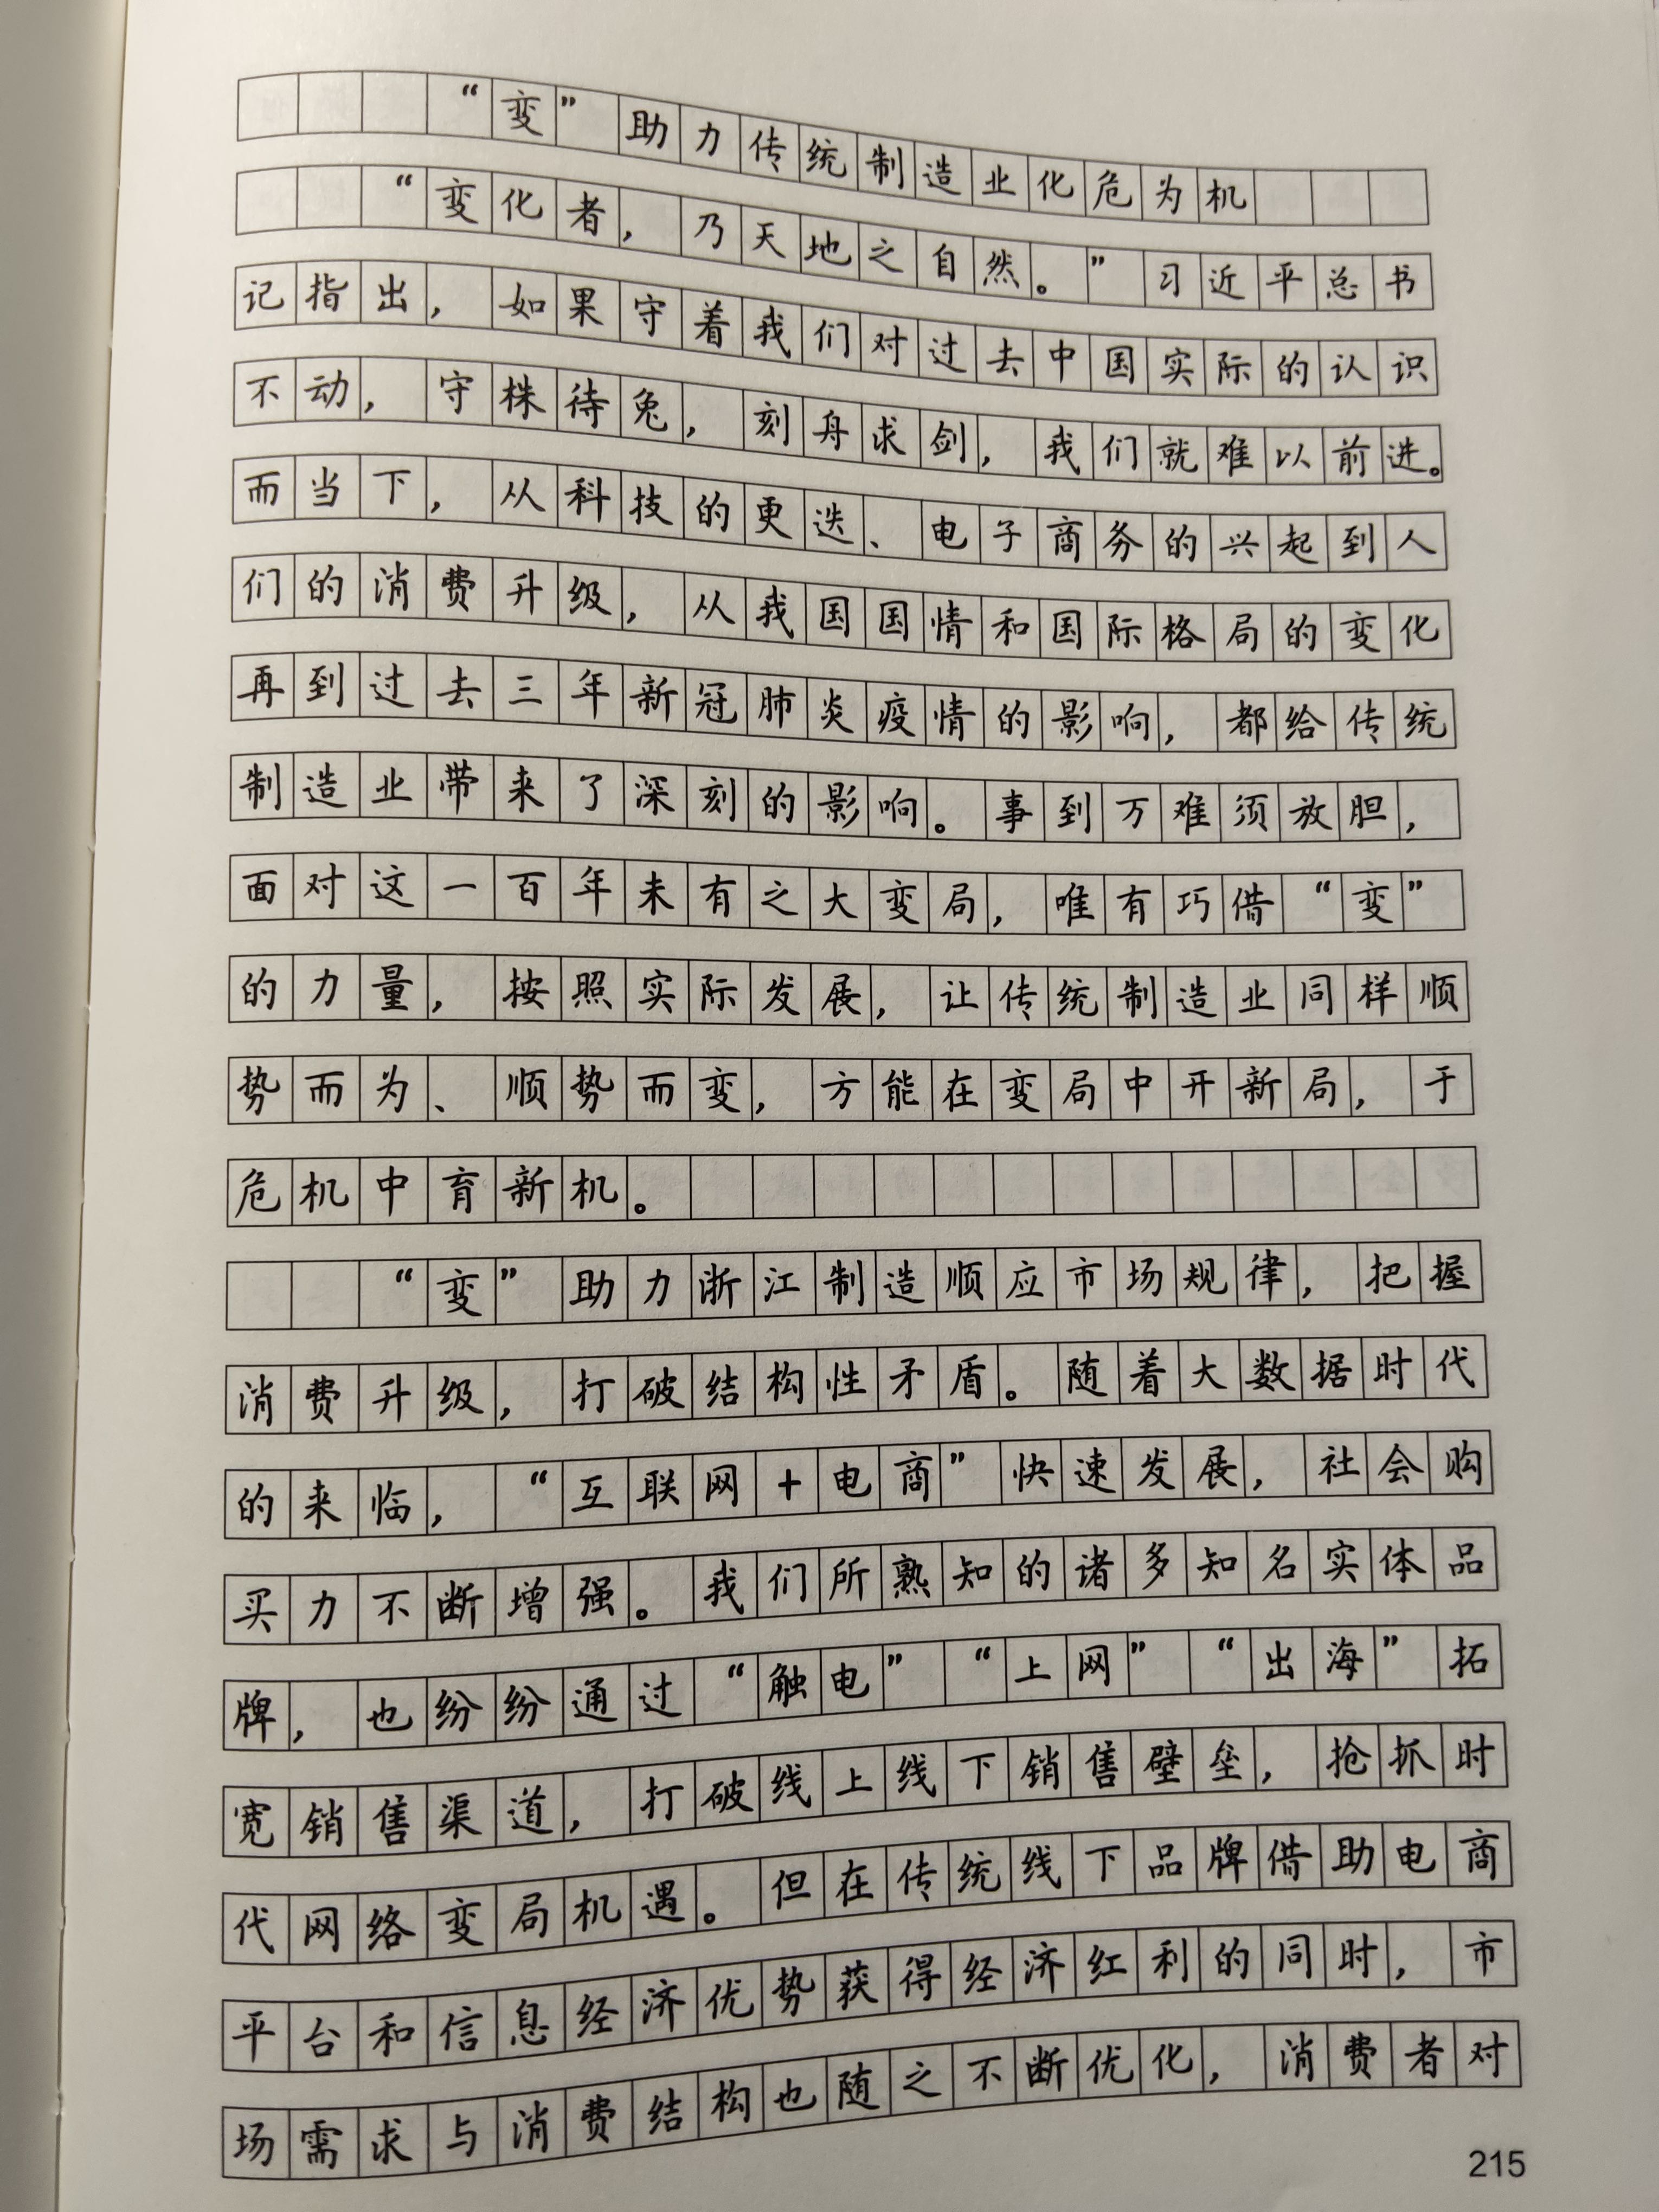 “变”助力传统制造业化危为机
“变化者，乃天地之自然。”习近平总书
记指出，如果守着我们对过去中国实际的认识
不动，守株待兔，刻舟求剑，我们就难以前进。
而当下，从科技的更迭、电子商务的兴起到人
们的消费升级，从我国国情和国际格局的变化
再到过去三年新冠肺炎疫情的影响，都给传统
制造业带来了深刻的影响。事到万难须放胆，
面对这一百年未有之大变局，唯有巧借“变”
的力量，按照实际发展，让传统制造业同样顺
势而为、顺势而变，方能在变局中开新局，于
危机中育新机。
“变”助力浙江制造顺应市场规律，把握
消费升级，打破结构性矛盾。随着大数据时代
的来临，“互联网+电商”快速发展，社会购
买力不断增强。我们所熟知的诸多知名实体品
牌，也纷纷通过“触电”“上网”“出海”拓
宽销售渠道，打破线上线下销售壁垒，抢抓时
代网络变局机遇。但在传统线下品牌借助电商
平台和信息经济优势获得经济红利的同时，市
场需求与消费结构也随之不断优化，消费者对
215